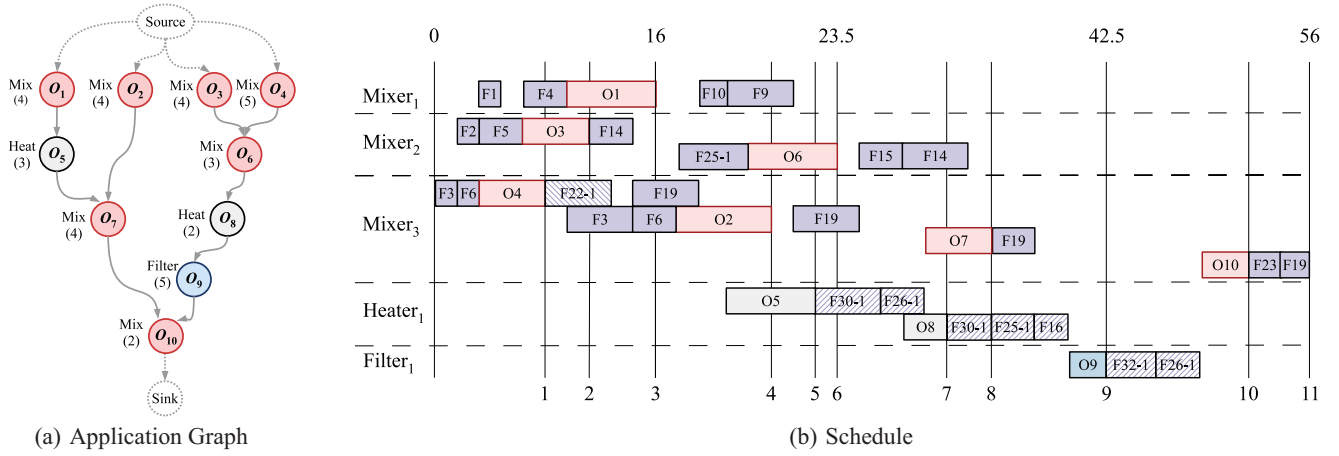 Source
Mix
(4)
O1
Mix
(4)
O2
Mix
(4)
O3
Mix
(5)
O4
Heat
(3)
O5
Mix
(3)
O6
Mix
(4)
O7
Heat
(2)
O8
Filter
(5)
O9
Mix
(2)
O10
Sink
(a) Application Graph
0 16 23.5 42.5 56
Mixer1 F1 F4 O1 F10 F9
Mixer2 F2 F5 O3 F14
F25-1 O6 F15 F14
Mixer3 F3 F6 O4 F22-1 F19
F3 F6 O2 F19
O7 F19
O10 F23 F19
Heater1 O5 F30-1 F26-1
O8 F30-1 F25-1 F16
Filter1 O9 F32-1 F26-1
1 2 3 4 5 6 7 8 9 10 11
(b) Schedule